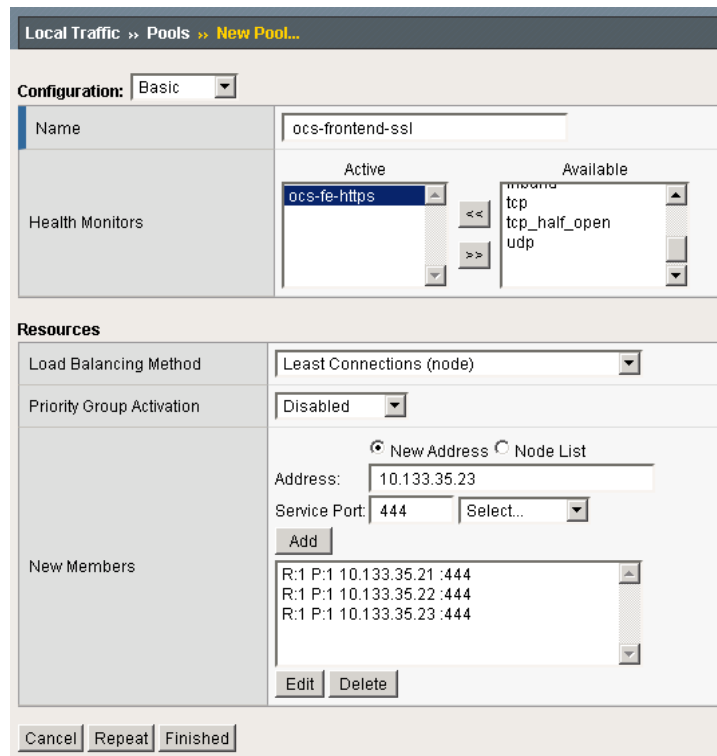 Local Traffic » Pools » New Pool...
Configuration: Basic
Name ocs-frontend-ssl
Active Available
Health Monitors
ocs-fe-https
<<
>>
tcp
tcp_half_open
udp
Resources
Load Balancing Method Least Connections (node)
Priority Group Activation Disabled
New Members
New Address Node List
Address: 10.133.35.23
Service Port: 444 Select...
Add
R:1 P:1 10.133.35.21 :444
R:1 P:1 10.133.35.22 :444
R:1 P:1 10.133.35.23 :444
Edit Delete
Cancel Repeat Finished